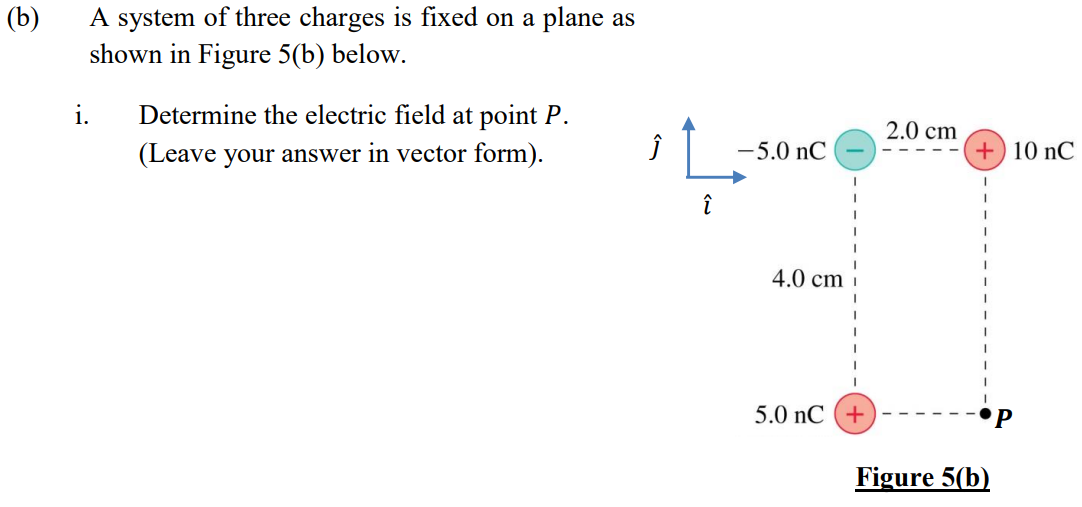 (b) A system of three charges is fixed on a plane as
shown in Figure 5(b) below.
i. Determine the electric field at point P.
(Leave your answer in vector form).
ĵ
î
−5.0 nC
−
2.0 cm
+
10 nC
4.0 cm
5.0 nC
+
P
Figure 5(b)